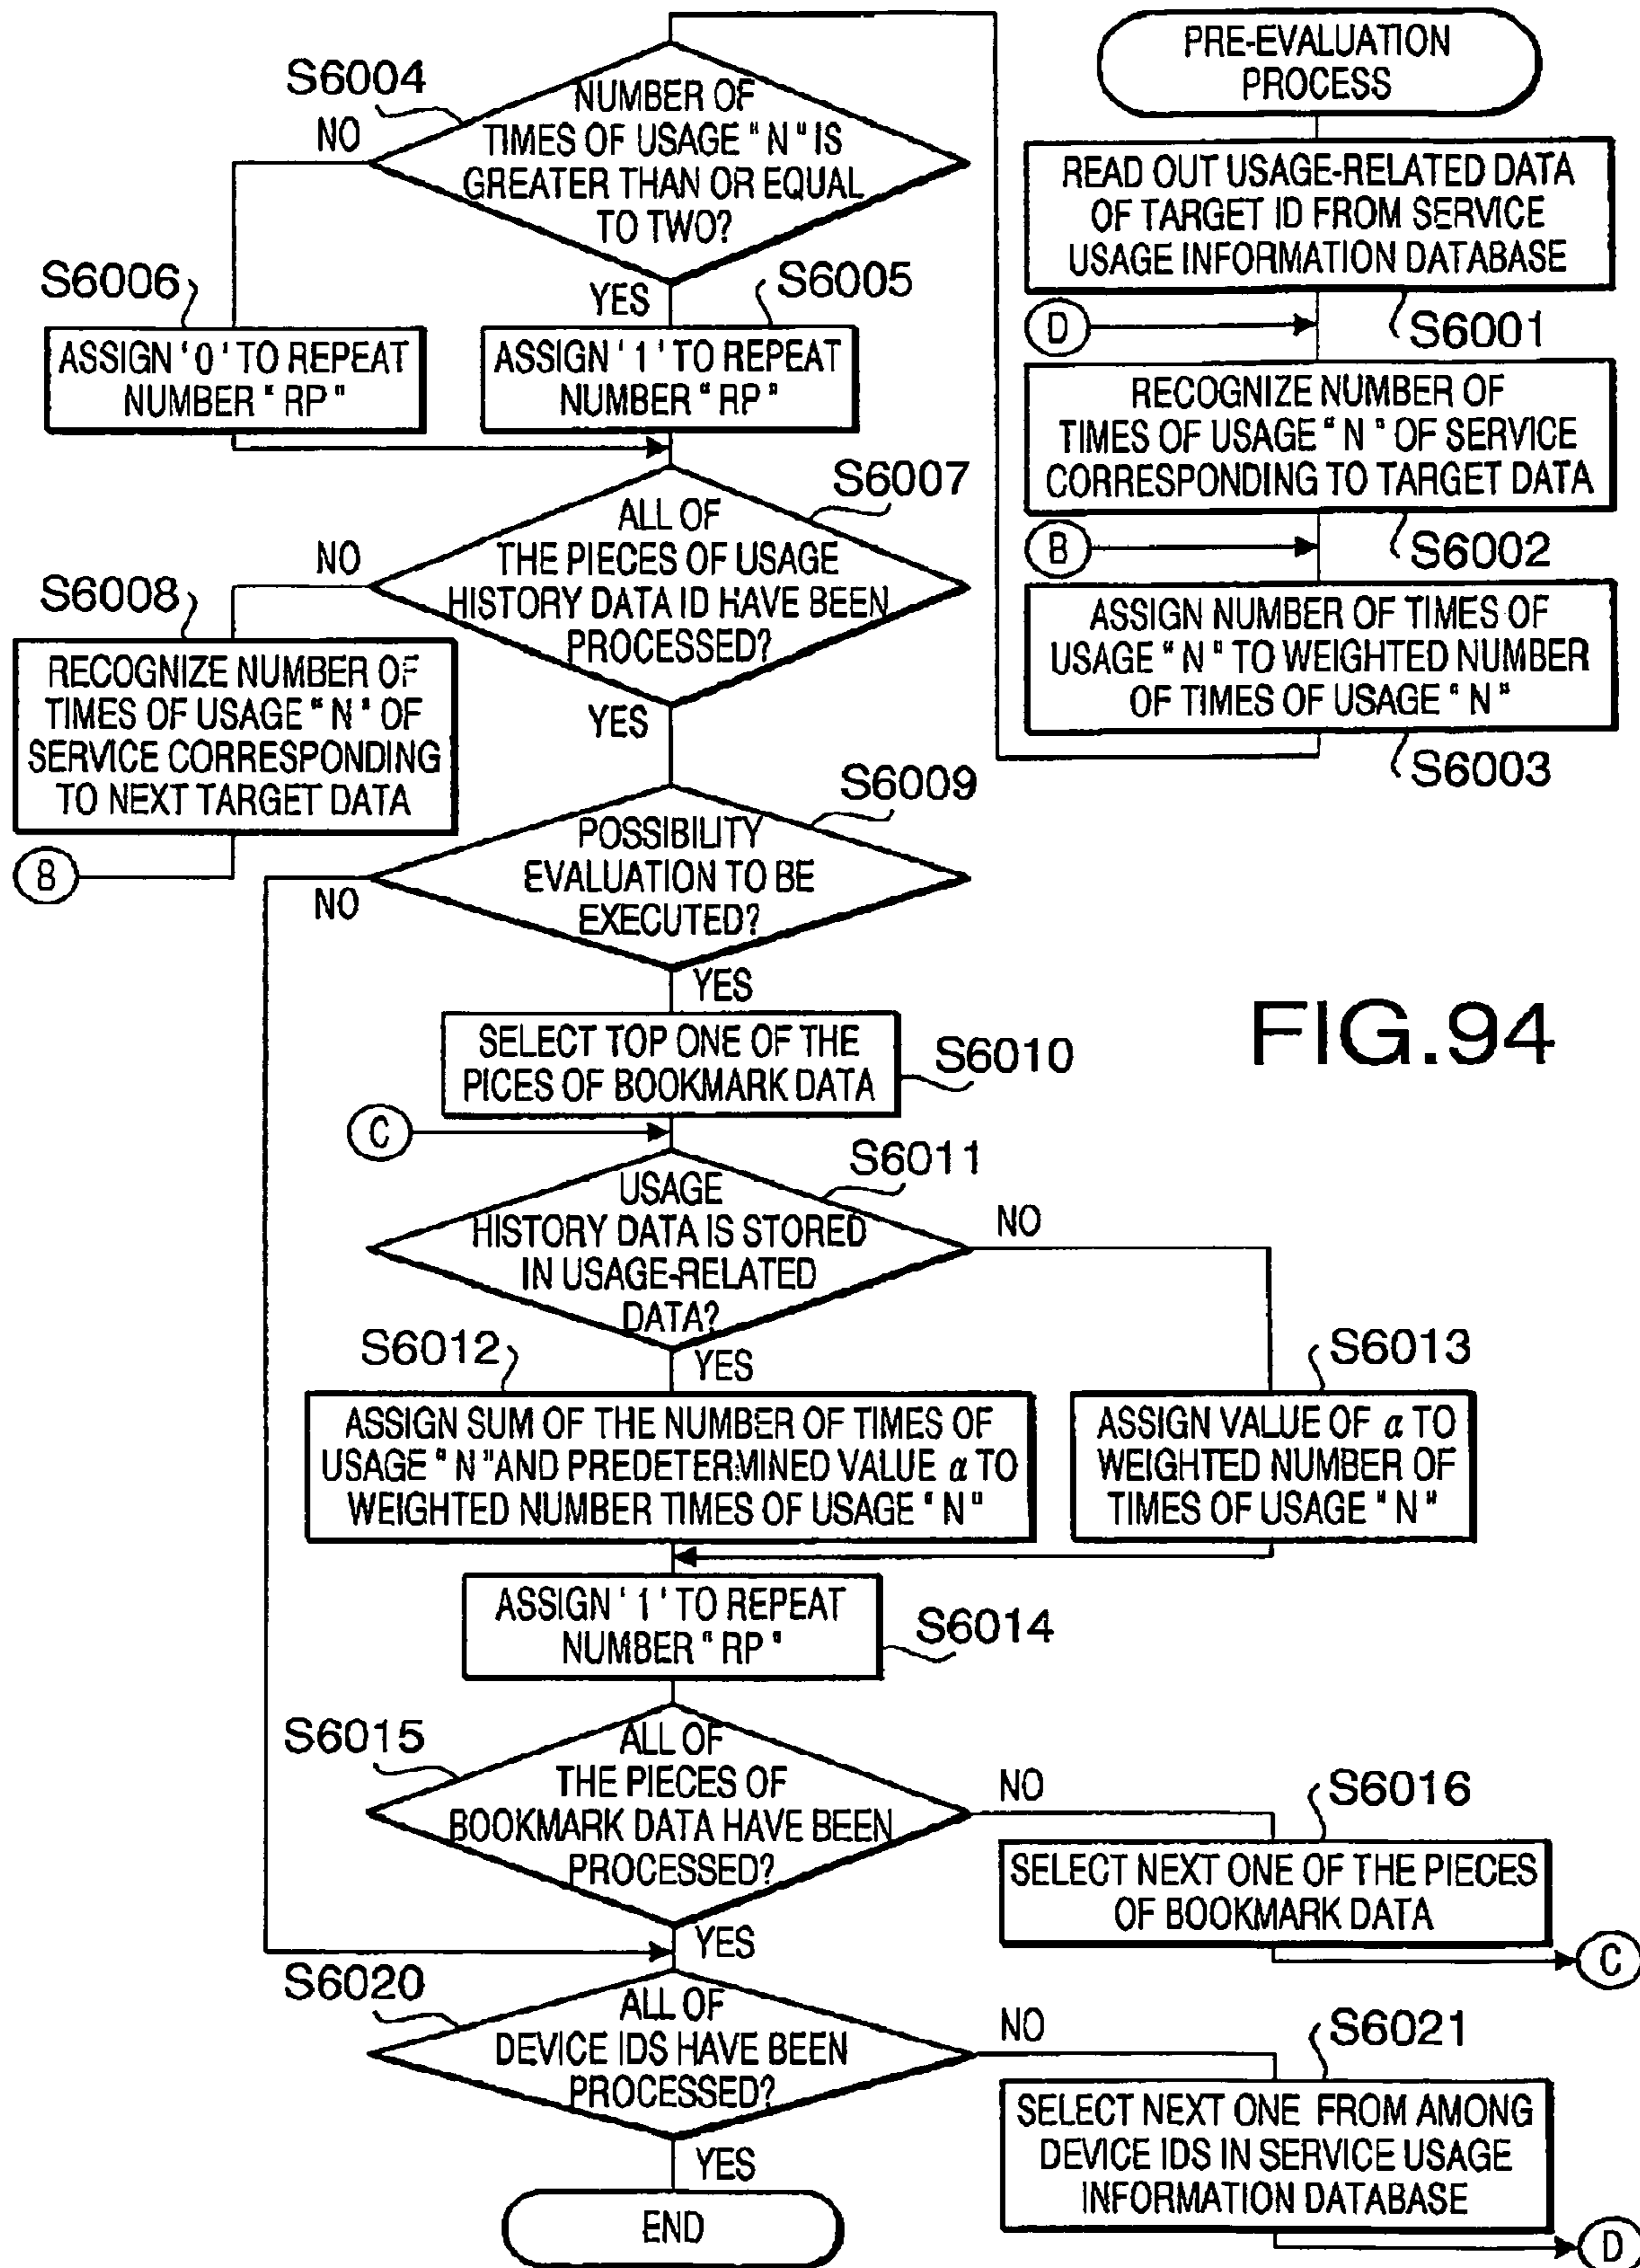 PRE-EVALUATION
PROCESS
READ OUT USAGE-RELATED DATA
OF TARGET ID FROM SERVICE
USAGE INFORMATION DATABASE
S6001
D
RECOGNIZE NUMBER OF
TIMES OF USAGE "N" OF SERVICE
CORRESPONDING TO TARGET DATA
S6002
B
ASSIGN NUMBER OF TIMES OF
USAGE "N" TO WEIGHTED NUMBER
OF TIMES OF USAGE "N"
S6003
S6004
NUMBER OF
TIMES OF USAGE "N" IS
GREATER THAN OR EQUAL
TO TWO?
NO
YES
S6006
ASSIGN '0' TO REPEAT
NUMBER "RP"
S6005
ASSIGN '1' TO REPEAT
NUMBER "RP"
S6007
ALL OF
THE PIECES OF USAGE
HISTORY DATA ID HAVE BEEN
PROCESSED?
NO
YES
S6008
RECOGNIZE NUMBER OF
TIMES OF USAGE "N" OF
SERVICE CORRESPONDING
TO NEXT TARGET DATA
B
S6009
POSSIBILITY
EVALUATION TO BE
EXECUTED?
NO
YES
FIG.94
SELECT TOP ONE OF THE
PICES OF BOOKMARK DATA
S6010
C
S6011
USAGE
HISTORY DATA IS STORED
IN USAGE-RELATED
DATA?
NO
YES
S6012
ASSIGN SUM OF THE NUMBER OF TIMES OF
USAGE "N"AND PREDETERMINED VALUE α TO
WEIGHTED NUMBER TIMES OF USAGE "N"
S6013
ASSIGN VALUE OF α TO
WEIGHTED NUMBER OF
TIMES OF USAGE "N"
ASSIGN '1' TO REPEAT
NUMBER "RP"
S6014
S6015
ALL OF
THE PIECES OF
BOOKMARK DATA HAVE BEEN
PROCESSED?
NO
YES
S6016
SELECT NEXT ONE OF THE PIECES
OF BOOKMARK DATA
C
S6020
ALL OF
DEVICE IDS HAVE BEEN
PROCESSED?
NO
YES
S6021
SELECT NEXT ONE FROM AMONG
DEVICE IDS IN SERVICE USAGE
INFORMATION DATABASE
D
END